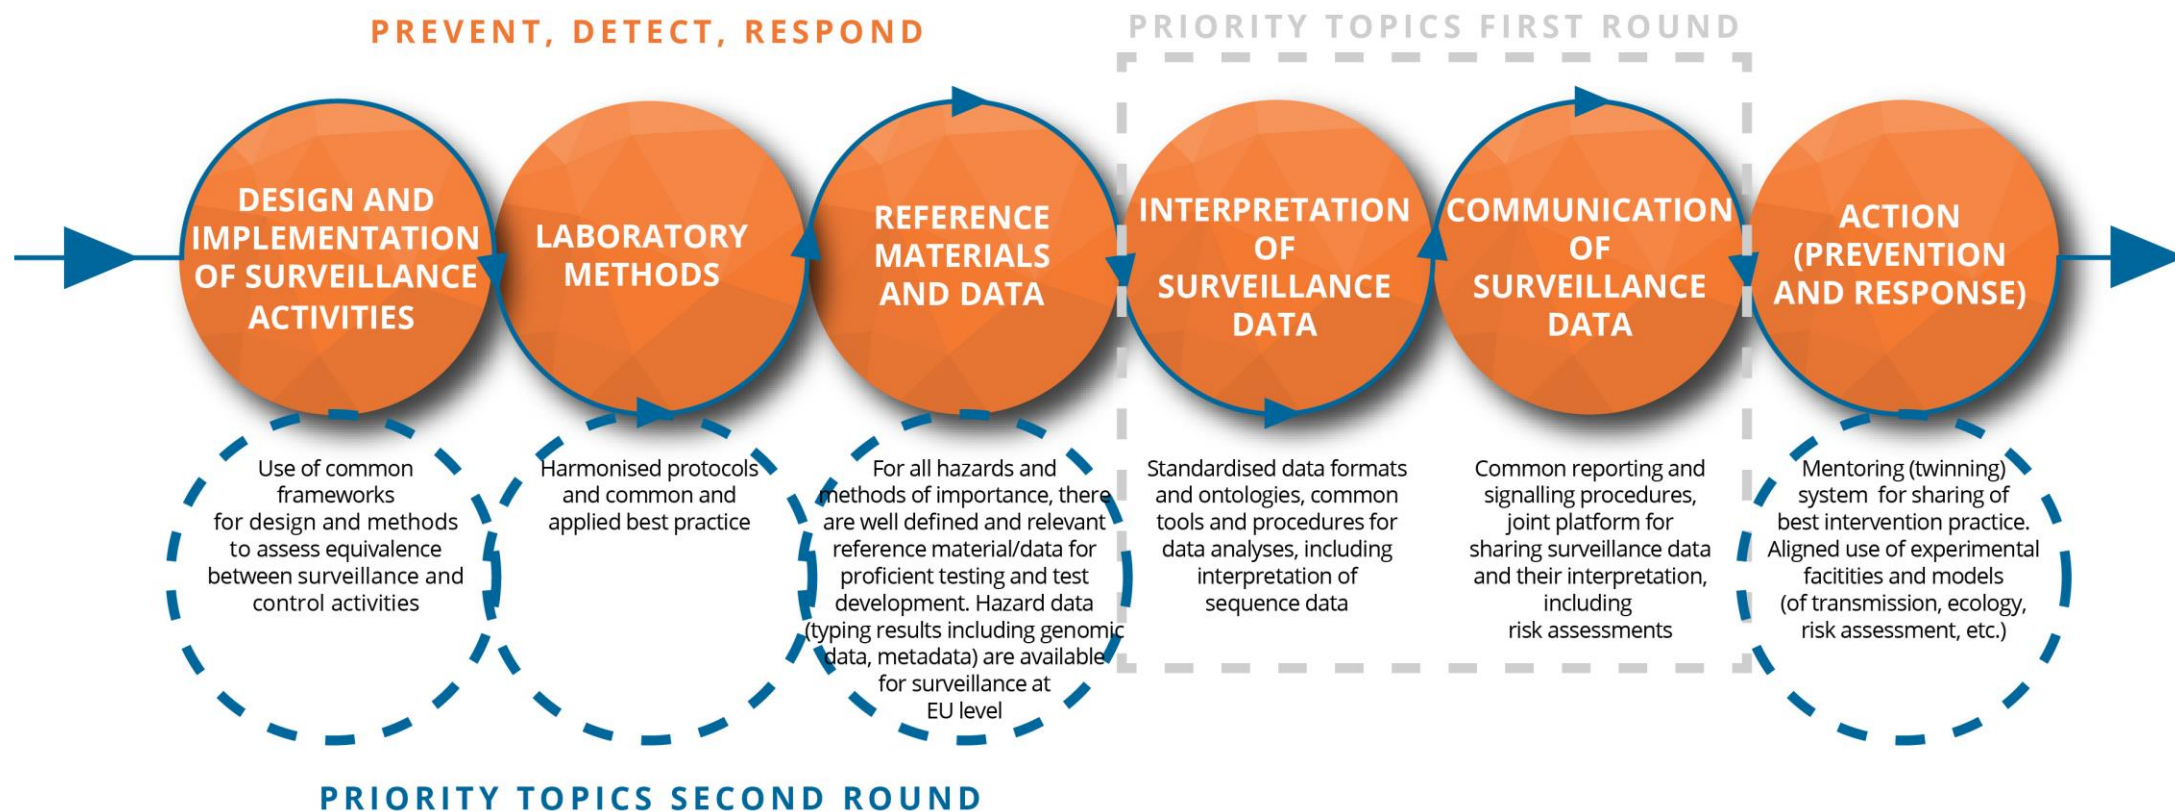 PREVENT, DETECT, RESPOND
PRIORITY TOPICS FIRST ROUND
DESIGN AND
IMPLEMENTATION
OF SURVEILLANCE
ACTIVITIES
LABORATORY
METHODS
REFERENCE
MATERIALS
AND DATA
INTERPRETATION
OF
SURVEILLANCE
DATA
COMMUNICATION
OF
SURVEILLANCE
DATA
ACTION
(PREVENTION
AND RESPONSE)
Use of common
frameworks
for design and methods
to assess equivalence
between surveillance and
control activities
Harmonised protocols
and common and
applied best practice
For all hazards and
methods of importance, there
are well defined and relevant
reference material/data for
proficient testing and test
development. Hazard data
(typing results including genomic
data, metadata) are available
for surveillance at
EU level
Standardised data formats
and ontologies, common
tools and procedures for
data analyses, including
interpretation of
sequence data
Common reporting and
signalling procedures,
joint platform for
sharing surveillance data
and their interpretation,
including
risk assessments
Mentoring (twinning)
system for sharing of
best intervention practice.
Aligned use of experimental
facitities and models
(of transmission, ecology,
risk assessment, etc.)
PRIORITY TOPICS SECOND ROUND